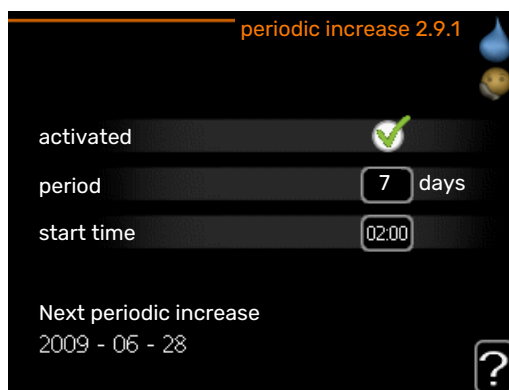 periodic increase 2.9.1
activated
period 7 days
start time 02:00
Next periodic increase
2009 - 06 - 28
?